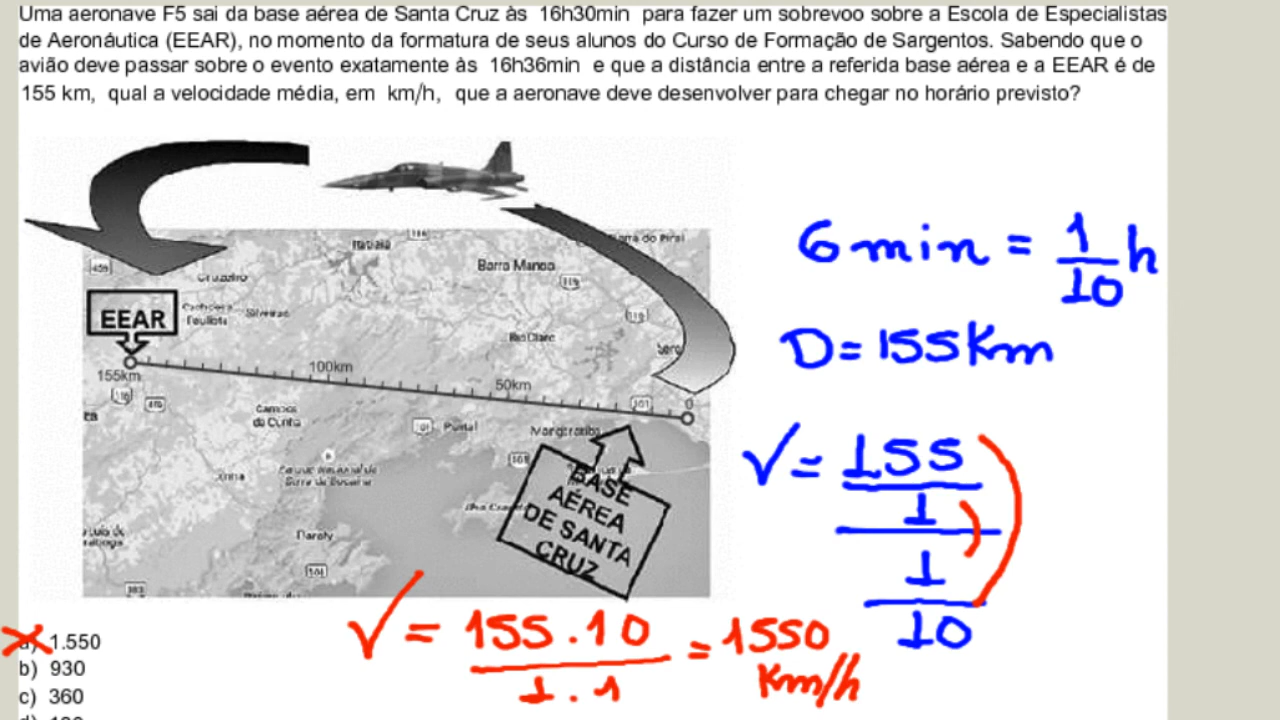 Uma aeronave F5 sai da base aérea de Santa Cruz às 16h30min para fazer um sobrevoo sobre a Escola de Especialistas
de Aeronáutica (EEAR), no momento da formatura de seus alunos do Curso de Formação de Sargentos. Sabendo que o
avião deve passar sobre o evento exatamente às 16h36min e que a distância entre a referida base aérea e a EEAR é de
155 km, qual a velocidade média, em km/h, que a aeronave deve desenvolver para chegar no horário previsto?
Barra Mansa
EEAR
Rio Claro
155km
100km
50km
0
101
Mangaratiba
Paraty
BASE
AÉREA
DE SANTA
CRUZ
6 min = 1/10 h
D = 155 Km
V = 155/1
1/10
V = 155 . 10 / 1 . 1 = 1550 Km/h
a) 1.550
b) 930
c) 360